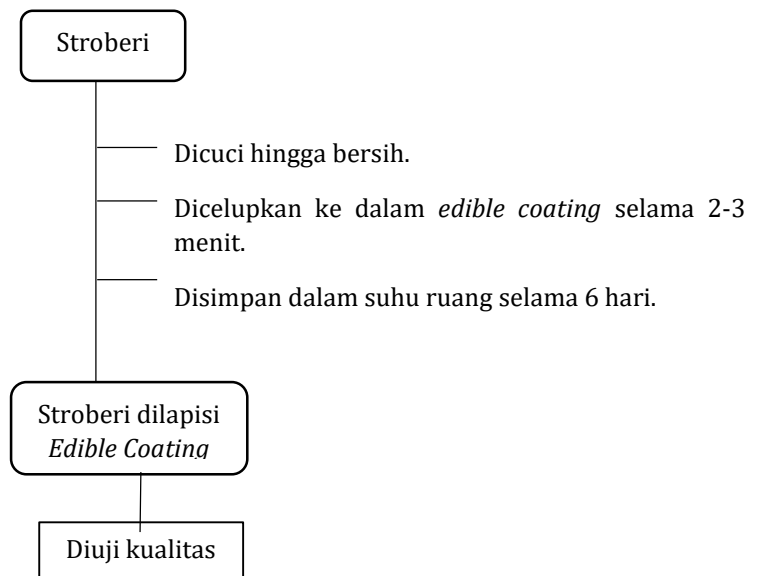 Stroberi
Dicuci hingga bersih.
Dicelupkan ke dalam edible coating selama 2-3
menit.
Disimpan dalam suhu ruang selama 6 hari.
Stroberi dilapisi
Edible Coating
Diuji kualitas